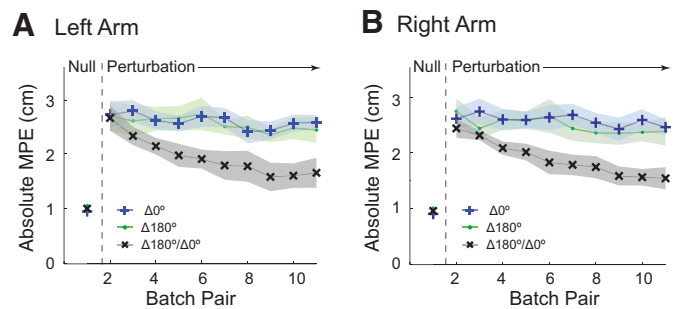 A Left Arm
Null Perturbation
Absolute MPE (cm)
3
2
1
0
Δ0º
Δ180º
Δ180º/Δ0º
2 4 6 8 10
Batch Pair
B Right Arm
Null Perturbation
Absolute MPE (cm)
3
2
1
0
Δ0º
Δ180º
Δ180º/Δ0º
2 4 6 8 10
Batch Pair